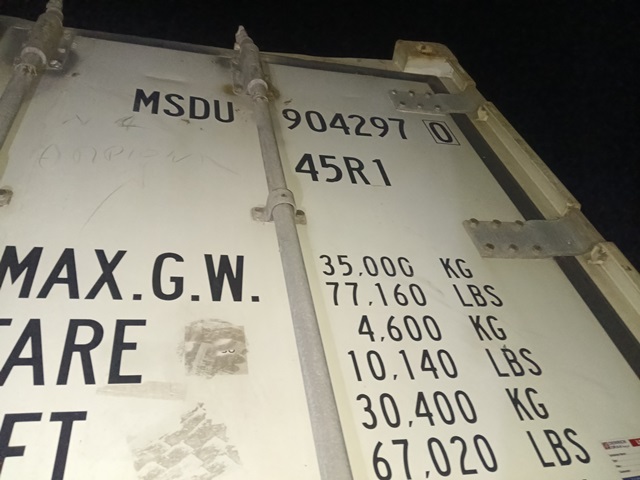 MSDU 904297 0
45R1
MAX.G.W. 35,000 KG
77,160 LBS
TARE 4,600 KG
10,140 LBS
ET 30,400 KG
67,020 LBS